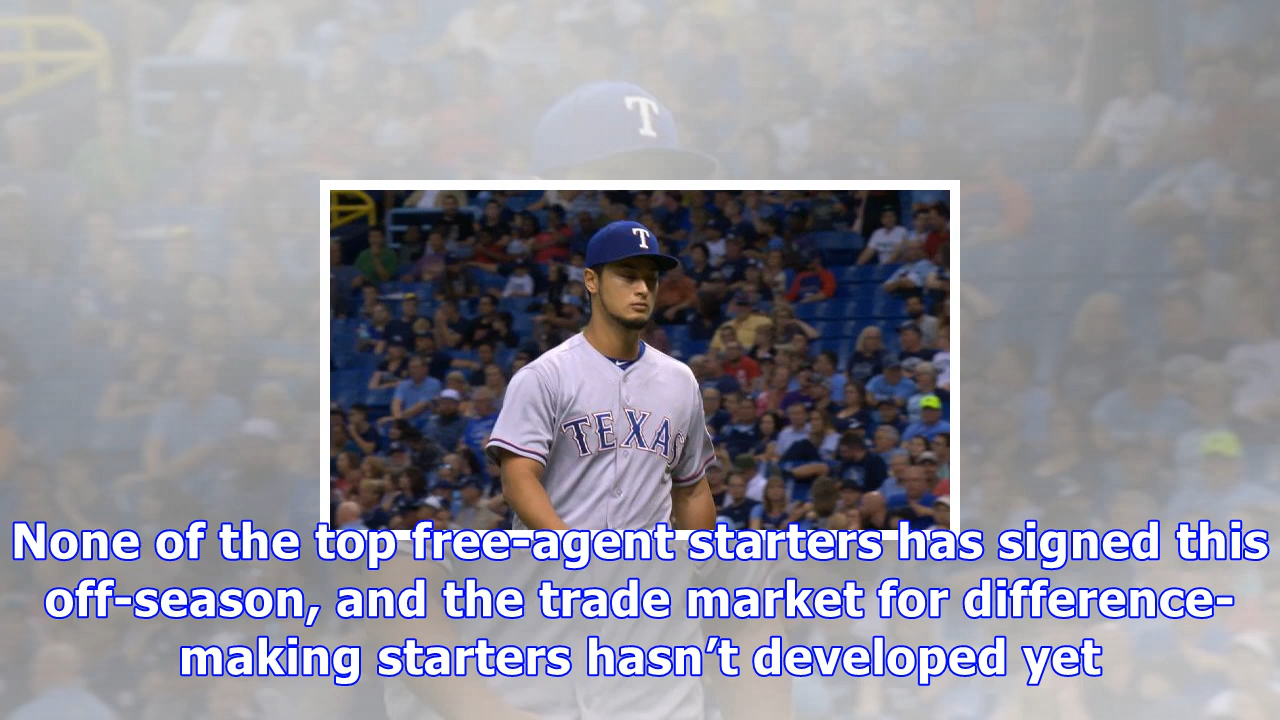 T
T
TEXAS
None of the top free-agent starters has signed this
off-season, and the trade market for difference-
making starters hasn’t developed yet